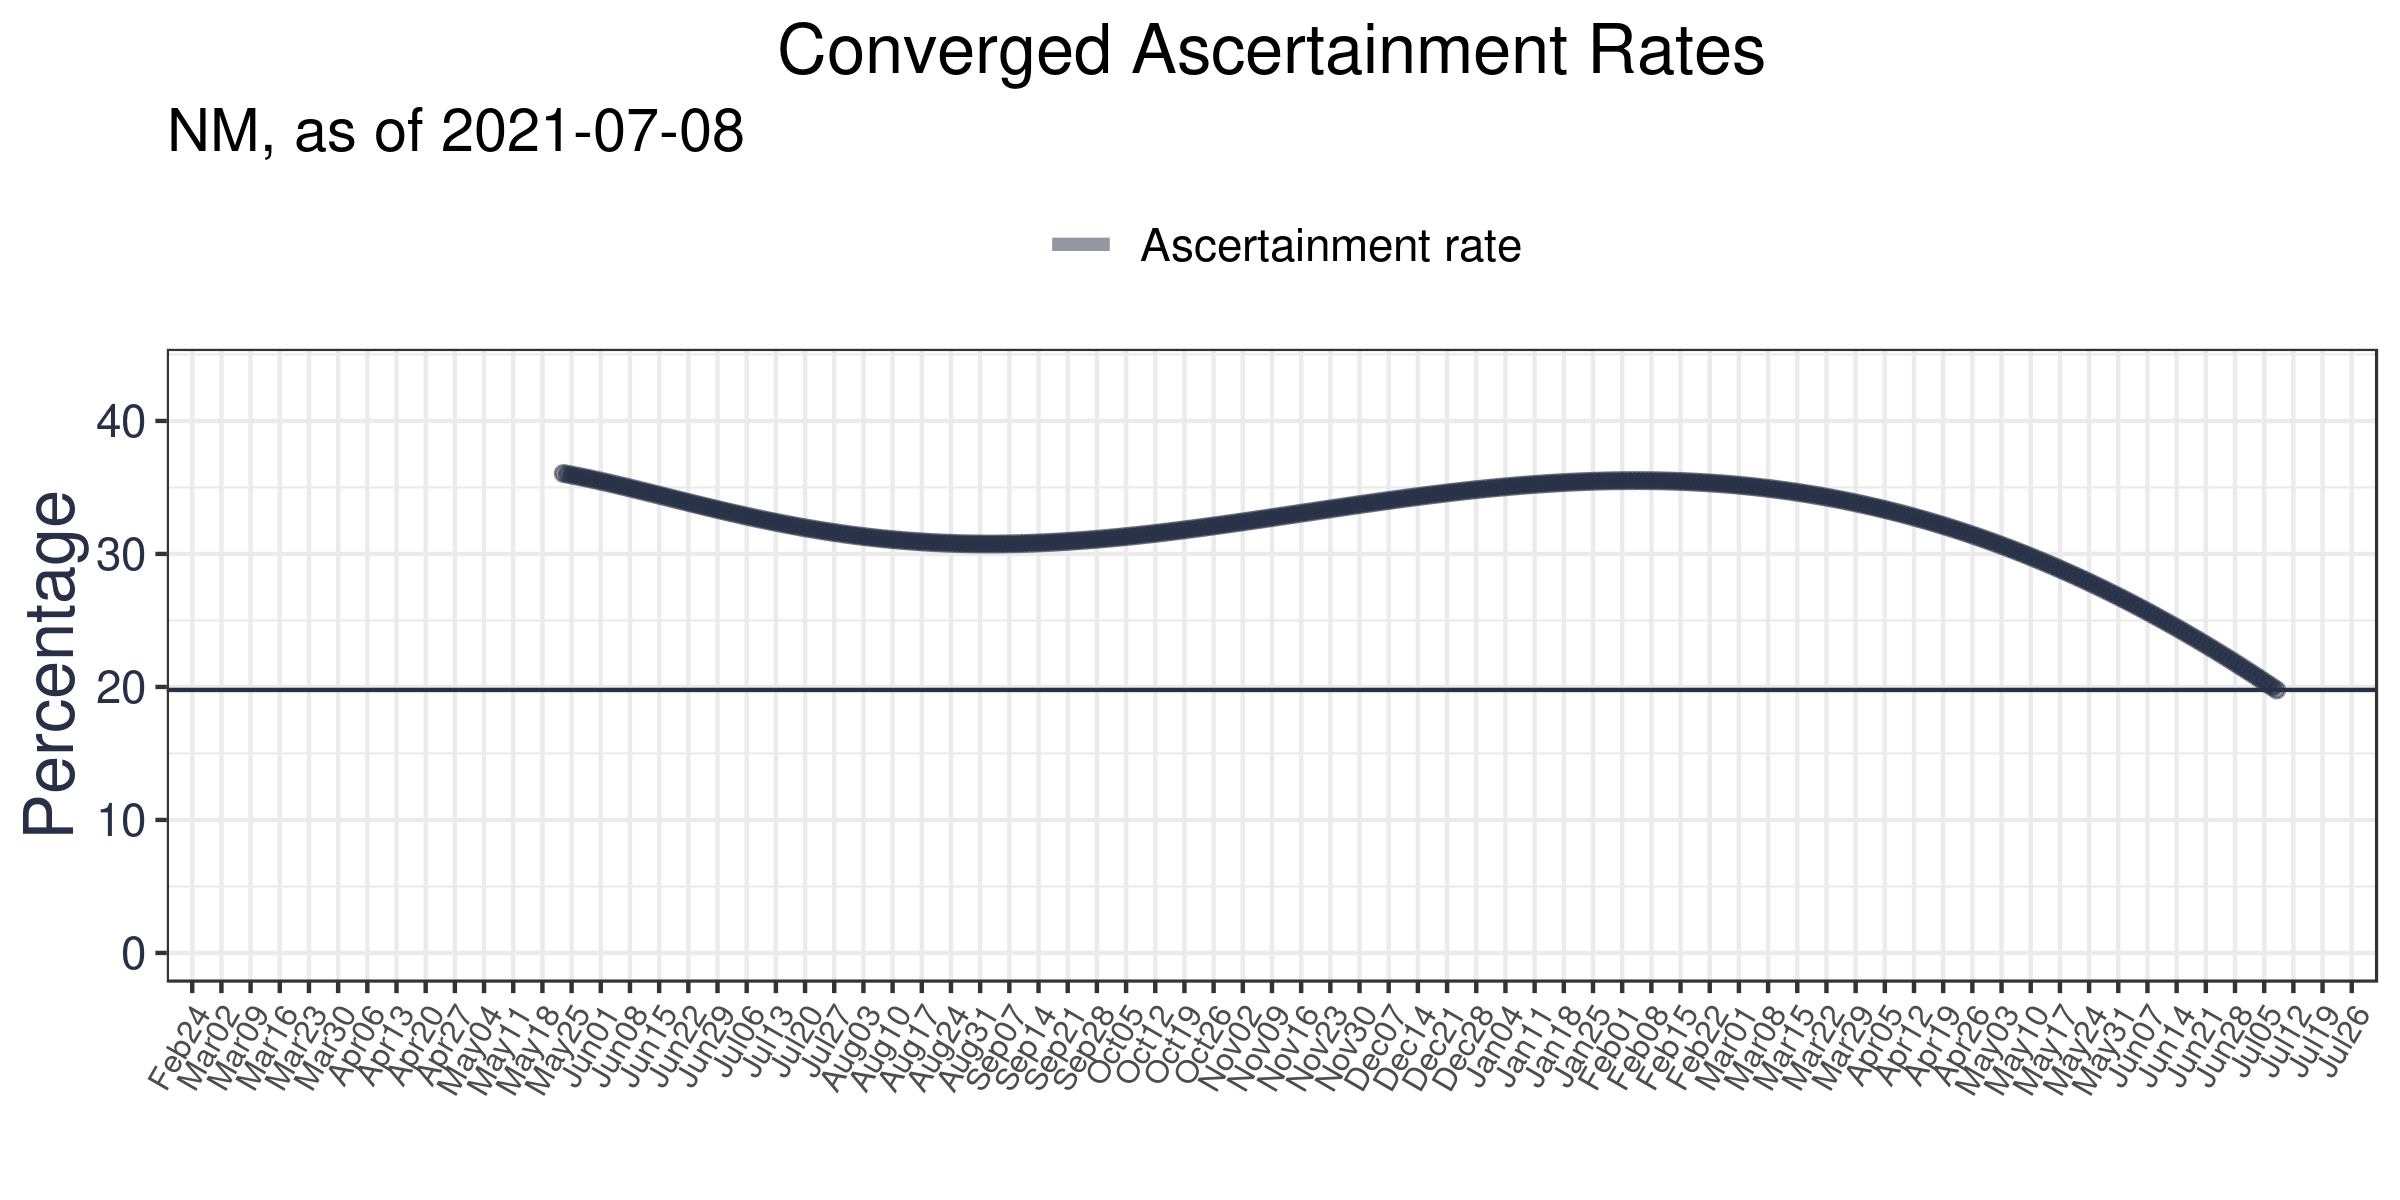 Converged Ascertainment Rates
NM, as of 2021-07-08
Ascertainment rate
Percentage
40
30
20
10
0
Feb24
Mar02
Mar09
Mar16
Mar23
Mar30
Apr06
Apr13
Apr20
Apr27
May04
May11
May18
May25
Jun01
Jun08
Jun15
Jun22
Jun29
Jul06
Jul13
Jul20
Jul27
Aug03
Aug10
Aug17
Aug24
Aug31
Sep07
Sep14
Sep21
Sep28
Oct05
Oct12
Oct19
Oct26
Nov02
Nov09
Nov16
Nov23
Nov30
Dec07
Dec14
Dec21
Dec28
Jan04
Jan11
Jan18
Jan25
Feb01
Feb08
Feb15
Feb22
Mar01
Mar08
Mar15
Mar22
Mar29
Apr05
Apr12
Apr19
Apr26
May03
May10
May17
May24
May31
Jun07
Jun14
Jun21
Jun28
Jul05
Jul12
Jul19
Jul26